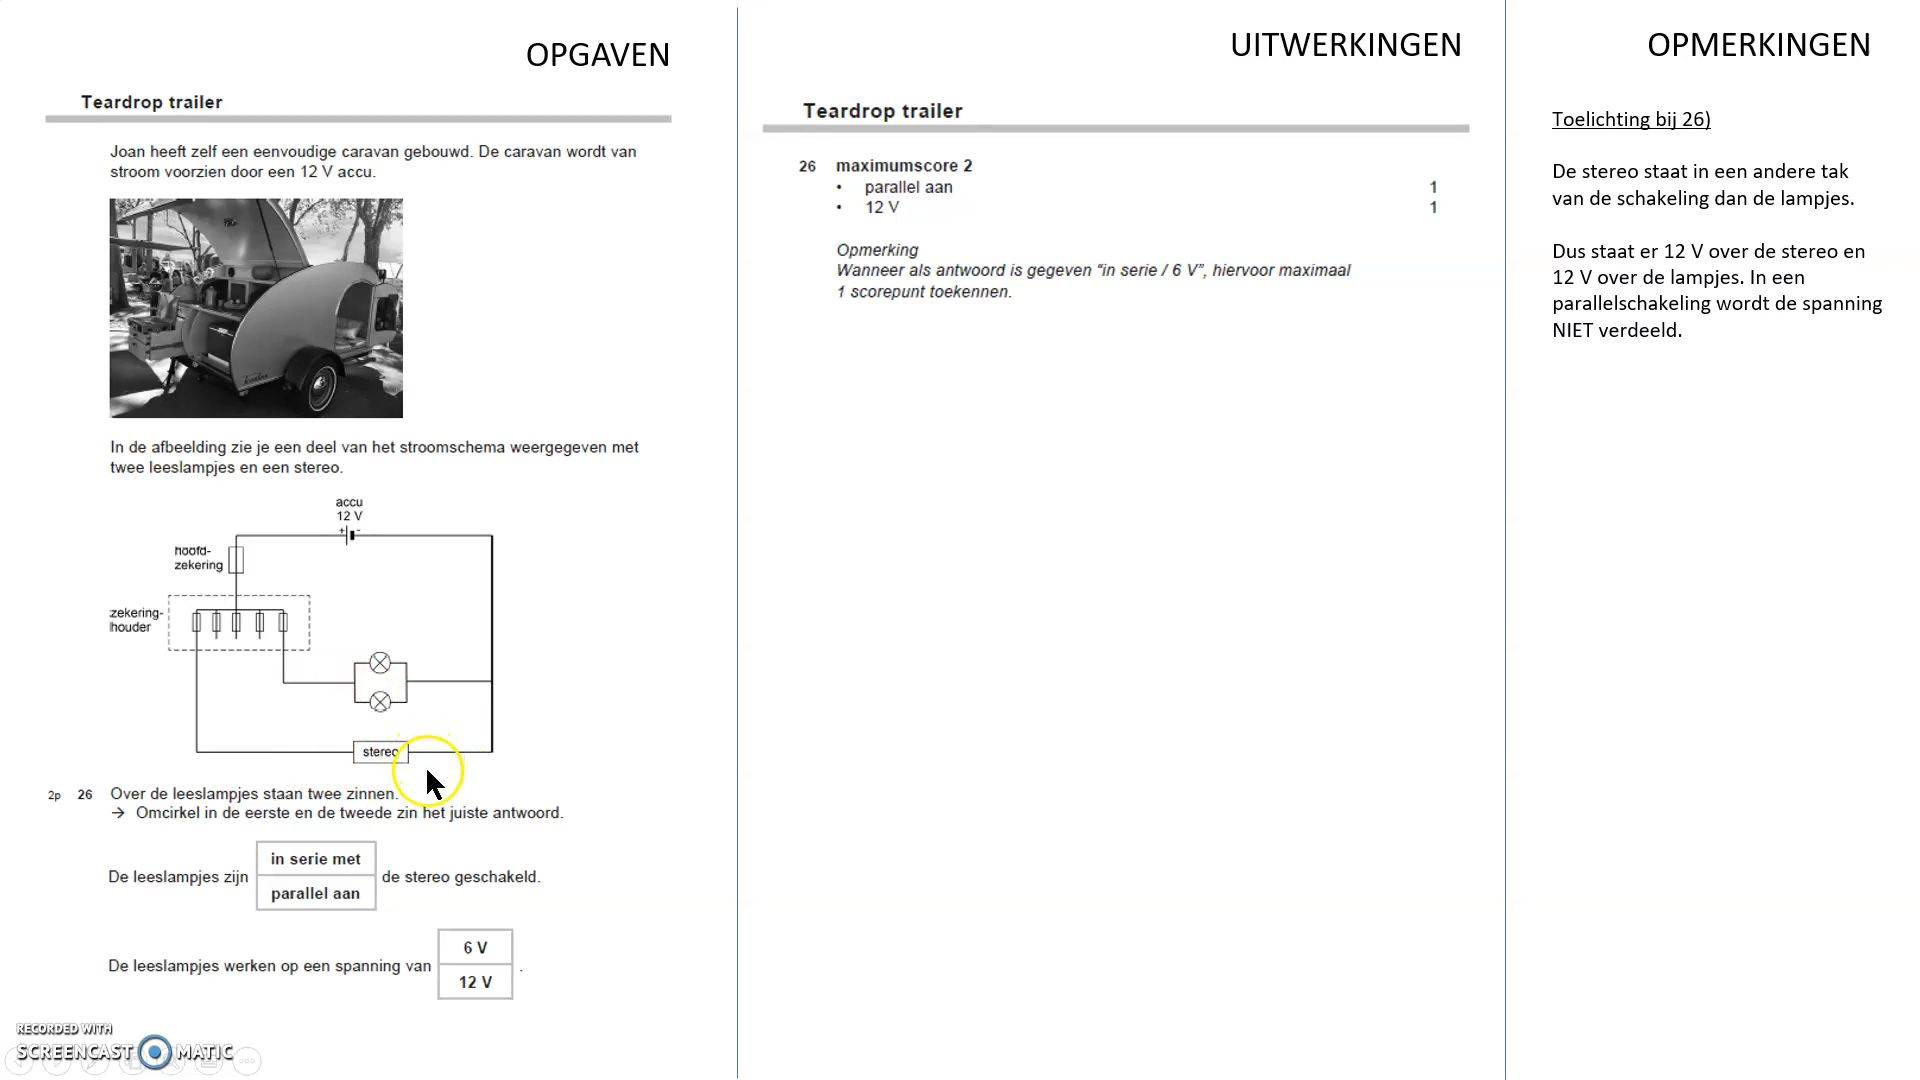 OPGAVEN
Teardrop trailer
Joan heeft zelf een eenvoudige caravan gebouwd. De caravan wordt van
stroom voorzien door een 12 V accu.
In de afbeelding zie je een deel van het stroomschema weergegeven met
twee leeslampjes en een stereo.
accu
12 V
+ -
hoofd-
zekering
zekering-
houder
stereo
2p 26 Over de leeslampjes staan twee zinnen.
→ Omcirkel in de eerste en de tweede zin het juiste antwoord.
in serie met
De leeslampjes zijn de stereo geschakeld.
parallel aan
6 V
De leeslampjes werken op een spanning van .
12 V
RECORDED WITH
SCREENCAST MATIC
UITWERKINGEN
Teardrop trailer
26 maximumscore 2
• parallel aan 1
• 12 V 1
Opmerking
Wanneer als antwoord is gegeven “in serie / 6 V”, hiervoor maximaal
1 scorepunt toekennen.
OPMERKINGEN
Toelichting bij 26)
De stereo staat in een andere tak
van de schakeling dan de lampjes.
Dus staat er 12 V over de stereo en
12 V over de lampjes. In een
parallelschakeling wordt de spanning
NIET verdeeld.